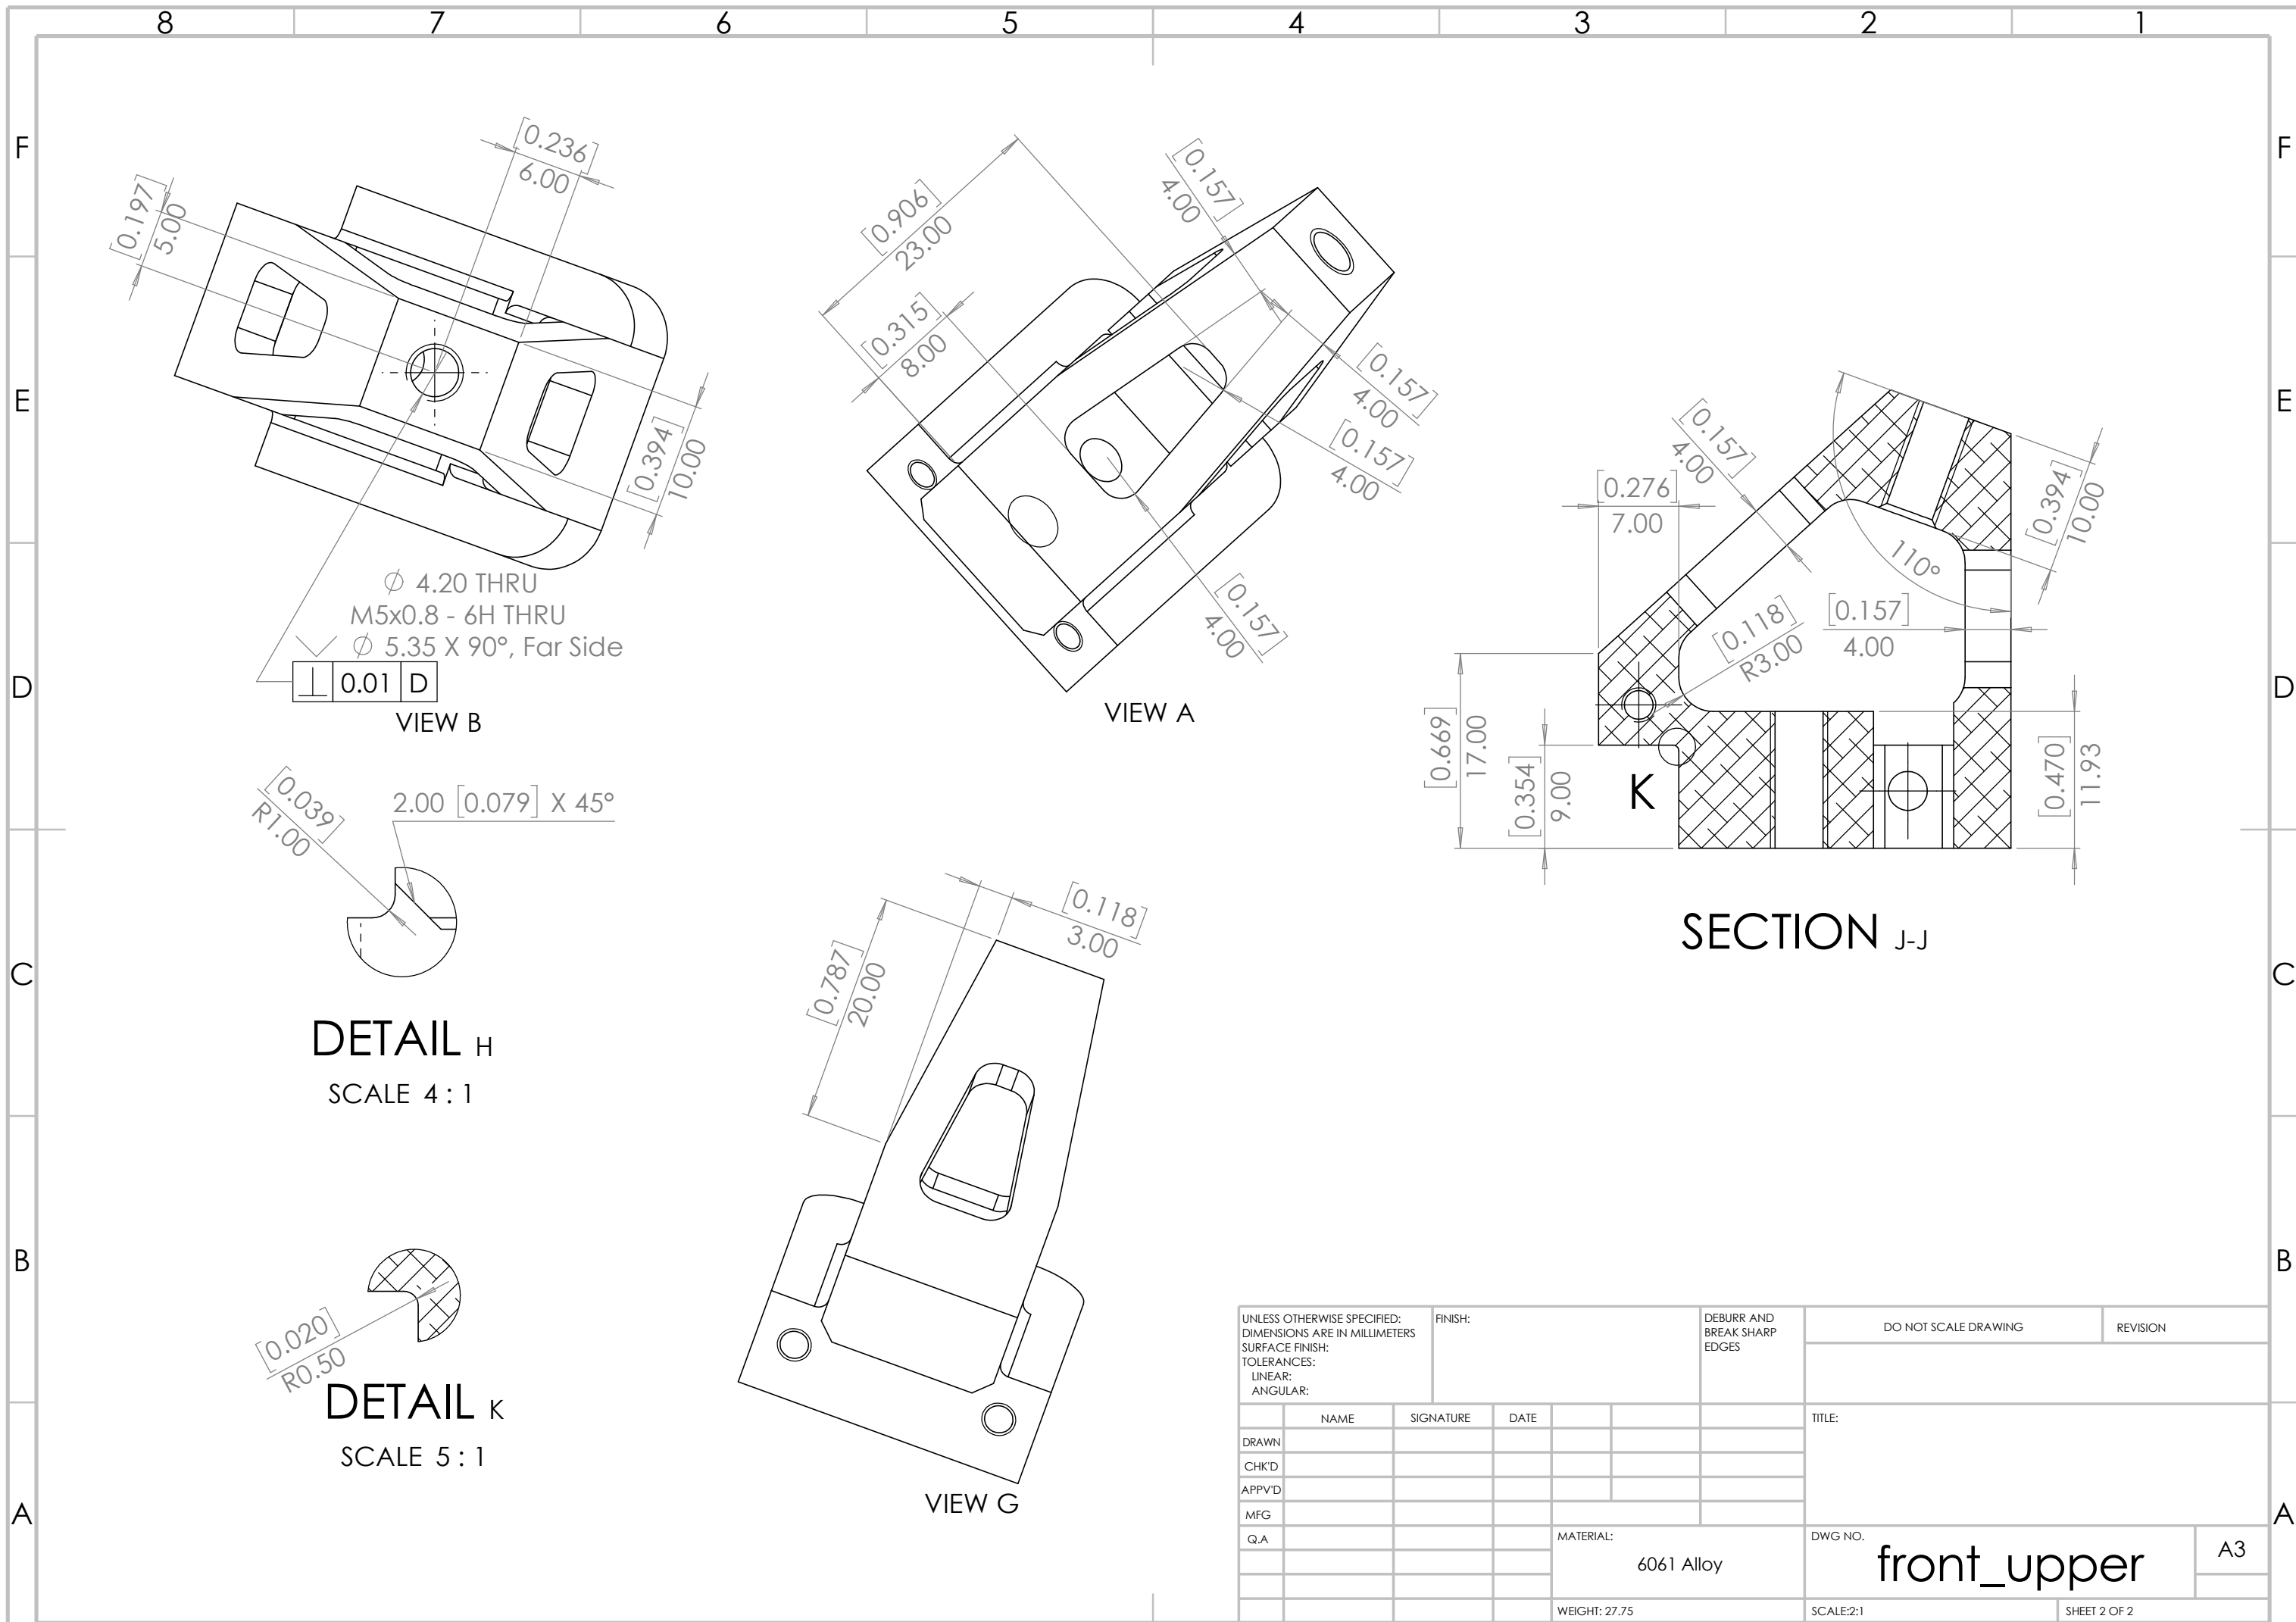 8 7 6 5 4 3 2 1
F F
[0.236]
6.00
[0.197]
5.00
[0.394]
10.00
⌀ 4.20 THRU
M5x0.8 - 6H THRU
⌵ ⌀ 5.35 X 90°, Far Side
⟂ 0.01 D
VIEW B
[0.906]
23.00
[0.157]
4.00
[0.315]
8.00
[0.157]
4.00
[0.157]
4.00
[0.157]
4.00
VIEW A
E E
[0.157]
4.00
[0.276]
7.00
[0.394]
10.00
110°
[0.118]
R3.00
[0.157]
4.00
[0.669]
17.00
[0.354]
9.00
K
[0.470]
11.93
SECTION J-J
D D
[0.039]
R1.00
2.00 [0.079] X 45°
DETAIL H
SCALE 4 : 1
C C
[0.118]
3.00
[0.787]
20.00
VIEW G
B B
[0.020]
R0.50
DETAIL K
SCALE 5 : 1
A A
UNLESS OTHERWISE SPECIFIED:
DIMENSIONS ARE IN MILLIMETERS
SURFACE FINISH:
TOLERANCES:
LINEAR:
ANGULAR:
FINISH:
DEBURR AND
BREAK SHARP
EDGES
DO NOT SCALE DRAWING
REVISION
NAME SIGNATURE DATE
TITLE:
DRAWN
CHK'D
APPV'D
MFG
Q.A
MATERIAL:
6061 Alloy
DWG NO.
front_upper
A3
WEIGHT: 27.75
SCALE:2:1
SHEET 2 OF 2